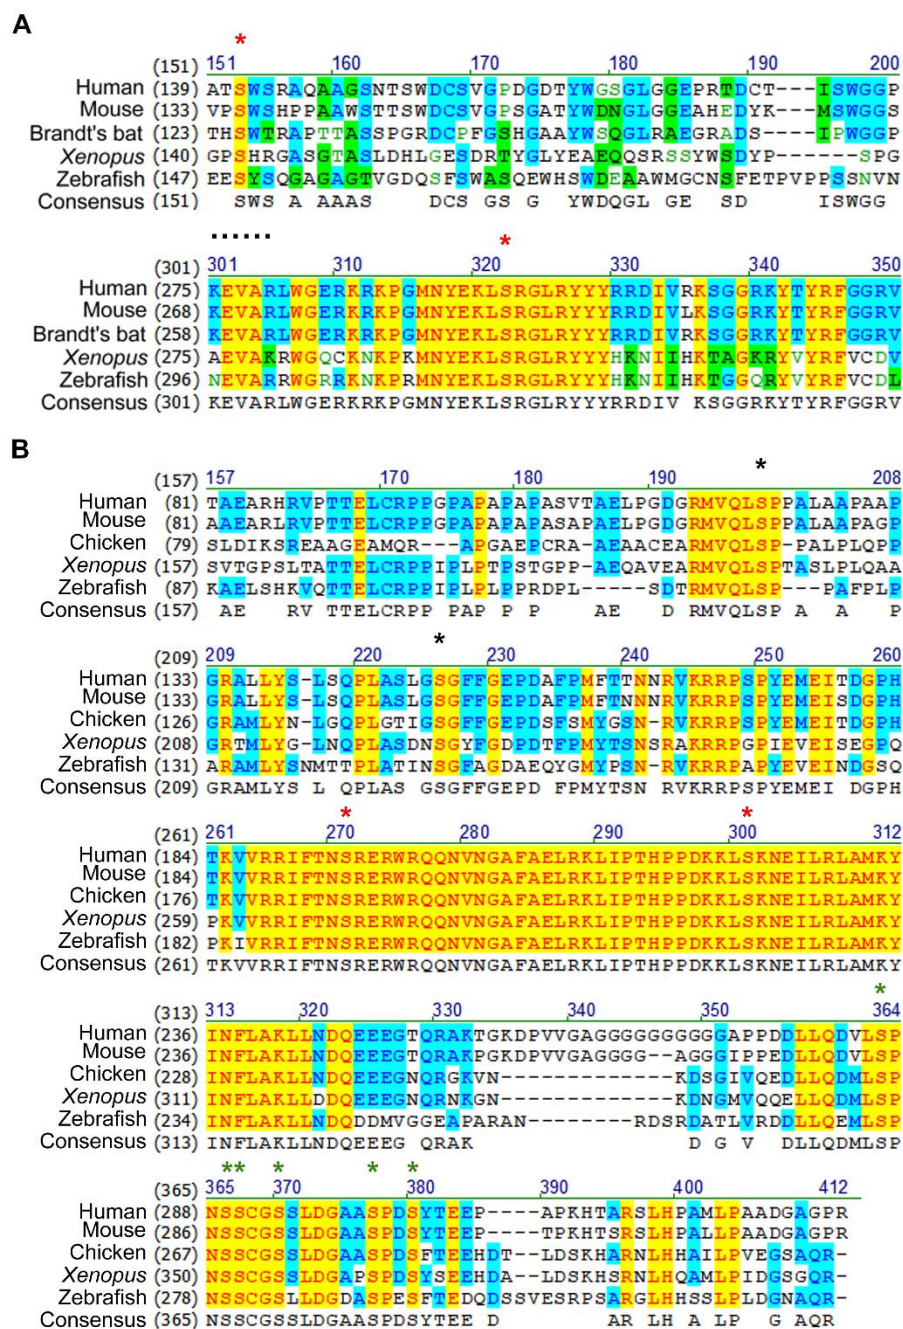 A
*
(151) 151 160 170 180 190 200
Human (139) ATSWSRAQAAGSNTSWDCSVGPDGDTYWGSGLGGEPRTDCT---ISWGGP
Mouse (133) VPSWSHPPAAWSTTSWDCSVGPSGATYWDNGLGGEAHEDYK---MSWGGS
Brandt's bat (123) THSWTRAPTTASSPGRDCPFGSHGAAYWSQGLRAEGRADS----IPWGGP
Xenopus (140) GPSHRGASGTASLDHLGESDRTYGLYEAEQQSRSSYWSDYP------SPG
Zebrafish (147) EESYSQGAGAGTVGDQSFSWASQEWHSWDEAAWMGCNSFETPVPPSSNVN
Consensus (151) SWS A AAAS DCS GS G YWDQGL GE SD ISWGG
*
(301) 301 310 320 330 340 350
Human (275) KEVARLWGERKRKPGMNYEKLSRGLRYYYRRDIVRKSGGRKYTYRFGGRV
Mouse (268) KEVARLWGERKRKPGMNYEKLSRGLRYYYRRDIVLKSGGRKYTYRFGGRV
Brandt's bat (258) KEVARLWGERKRKPGMNYEKLSRGLRYYYRRDIVRKSGGRKYTYRFGGRV
Xenopus (275) AEVAKRWGQCKNKPKMNYEKLSRGLRYYYHKNIIHKTAGKRYVYRFVCDV
Zebrafish (296) NEVARRWGRRKNKPRMNYEKLSRGLRYYYHKNIIHKTGGQRYVYRFVCDL
Consensus (301) KEVARLWGERKRKPGMNYEKLSRGLRYYYRRDIV KSGGRKYTYRFGGRV
B
*
(157) 157 170 180 190 208
Human (81) TAEARHRVPTTELCRPPGPAPAPAPASVTAELPGDGRMVQLSPPALAAPAAP
Mouse (81) AAEARLRVPTTELCRPPGPAPAPAPASAPAELPGDGRMVQLSPPALAAPAGP
Chicken (79) SLDIKSREAAGEAMQR---APGAEPCRA-AEAACEARMVQLSP-PALPLQPP
Xenopus (157) SVTGPSLTATTELCRPPIPLPTPSTGPP-AEQAVEARMVQLSPTASLPLQAA
Zebrafish (87) KAELSHKVQTTELCRPPIPLPLPPRDPL-----SDTRMVQLSP---PAFPLP
Consensus (157) AE RV TTELCRPP PAP P AE D RMVQLSP A A P
*
(209) 209 220 230 240 250 260
Human (133) GRALLYS-LSQPLASLGSGFFGEPDAFPMFTTNNRVKRRPSPYEMEITDGPH
Mouse (133) GRALLYS-LSQPLASLGSGFFGEPDAFPMFTNNNRVKRRPSPYEMEITDGPH
Chicken (126) GRAMLYN-LGQPLGTIGSGFFGEPDSFSMYGSN-RVKRRPSPYEMEITDGPH
Xenopus (208) GRTMLYG-LNQPLASDNSGYFGDPDTFPMYTSNSRAKRRPGPIEVEISEGPQ
Zebrafish (131) ARAMLYSNMTTPLATINSGFAGDAEQYGMYPSN-RVKRRPAPYEVEINDGSQ
Consensus (209) GRAMLYS L QPLAS GSGFFGEPD FPMYTSN RVKRRPSPYEMEI DGPH
* *
(261) 261 270 280 290 300 312
Human (184) TKVVRRIFTNSRERWRQQNVNGAFAELRKLIPTHPPDKKLSKNEILRLAMKY
Mouse (184) TKVVRRIFTNSRERWRQQNVNGAFAELRKLIPTHPPDKKLSKNEILRLAMKY
Chicken (176) TKVVRRIFTNSRERWRQQNVNGAFAELRKLIPTHPPDKKLSKNEILRLAMKY
Xenopus (259) PKVVRRIFTNSRERWRQQNVNGAFAELRKLIPTHPPDKKLSKNEILRLAMKY
Zebrafish (182) PKIVRRIFTNSRERWRQQNVNGAFAELRKLIPTHPPDKKLSKNEILRLAMKY
Consensus (261) TKVVRRIFTNSRERWRQQNVNGAFAELRKLIPTHPPDKKLSKNEILRLAMKY
*
(313) 313 320 330 340 350 364
Human (236) INFLAKLLNDQEEEGTQRAKTGKDPVVGAGGGGGGGGGGAPPDDLLQDVLSP
Mouse (236) INFLAKLLNDQEEEGTQRAKPGKDPVVGAGGGG--AGGGIPPEDLLQDVLSP
Chicken (228) INFLAKLLNDQEEEGNQRGKVN-----------KDSGIVQEDLLQDMLSP
Xenopus (311) INFLAKLLDDQEEEGNQRNKGN-----------KDNGMVQQELLQDMLSP
Zebrafish (234) INFLAKLLNDQDDMVGGEAPARAN--------RDSRDATLVRDDLLQEMLSP
Consensus (313) INFLAKLLNDQEEEG QRAK D G V DLLQDMLSP
** * * *
(365) 365 370 380 390 400 412
Human (288) NSSCGSSLDGAASPDSYTEEP----APKHTARSLHPAMLPAADGAGPR
Mouse (286) NSSCGSSLDGAASPDSYTEEP----TPKHTSRSLHPALLPAADGAGPR
Chicken (267) NSSCGSSLDGAASPDSFTEEHDT--LDSKHARNLHHAILPVEGSAQR-
Xenopus (350) NSSCGSSLDGAPSPDSYSEEHDA--LDSKHSRNLHQAMLPIDGSGQR-
Zebrafish (278) NSSCGSLLDGDASPESFTEDQDSSVESRPSARGLHHSSLPLDGNAQR-
Consensus (365) NSSCGSSLDGAASPDSYTEE D AR LH A LP G AQR